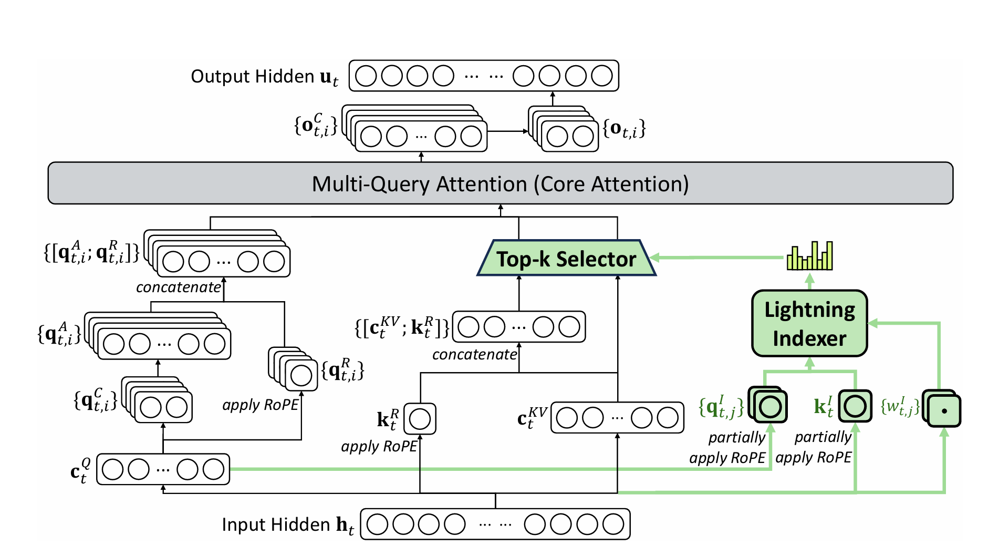 Output Hidden 𝐮_t
{𝐨^C_{t,i}}
{𝐨_{t,i}}
Multi-Query Attention (Core Attention)
{[𝐪^A_{t,i}; 𝐪^R_{t,i}]}
Top-k Selector
concatenate
Lightning
Indexer
{𝐪^A_{t,i}}
{[𝐜^{KV}_t; 𝐤^R_t]}
concatenate
{𝐪^R_{t,i}}
{𝐪^C_{t,i}}
apply RoPE
𝐤^R_t
𝐜^{KV}_t
{𝐪^I_{t,j}}
𝐤^I_t
{w^I_{t,j}}
apply RoPE
partially
apply RoPE
partially
apply RoPE
𝐜^Q_t
Input Hidden 𝐡_t